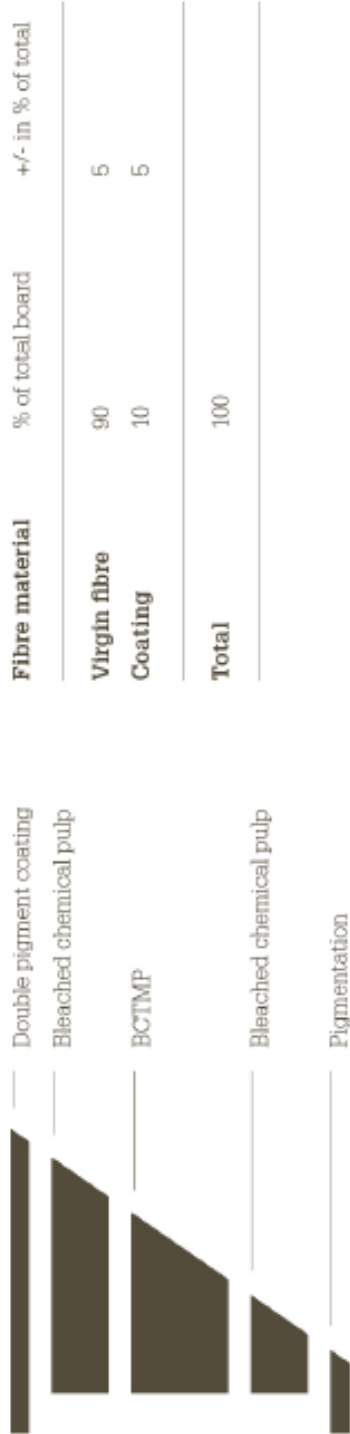 Double pigment coating
Bleached chemical pulp
BCTMP
Bleached chemical pulp
Pigmentation
Fibre material % of total board +/- in % of total
Virgin fibre 90 5
Coating 10 5
Total 100